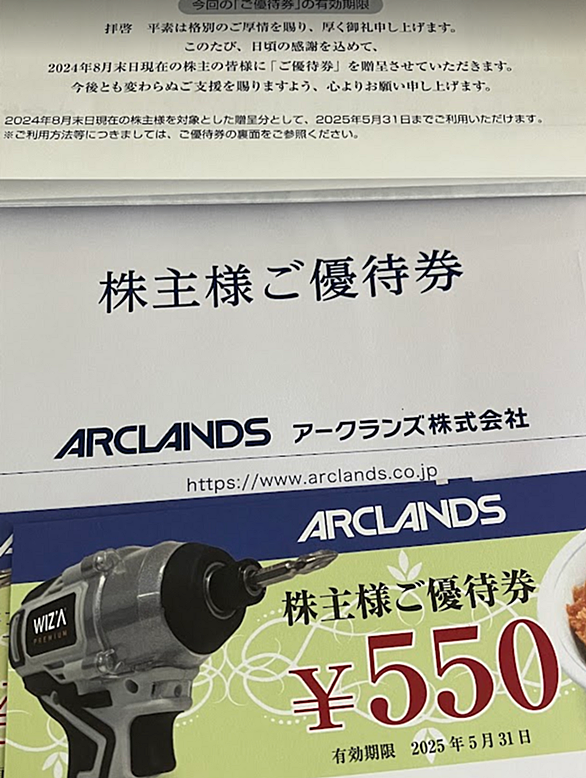 今回の「ご優待券」の有効期限
拝啓　平素は格別のご厚情を賜り、厚く御礼申し上げます。
このたび、日頃の感謝を込めて、
2024年8月末日現在の株主の皆様に「ご優待券」を贈呈させていただきます。
今後とも変わらぬご支援を賜りますよう、心よりお願い申し上げます。
2024年8月末日現在の株主様を対象とした贈呈分として、2025年5月31日までご利用いただけます。
※ご利用方法等につきましては、ご優待券の裏面をご参照ください。
株主様ご優待券
ARCLANDS アークランズ株式会社
https://www.arclands.co.jp
ARCLANDS
WIZ'A
PREMIUM
株主様ご優待券
¥550
有効期限 2025年5月31日